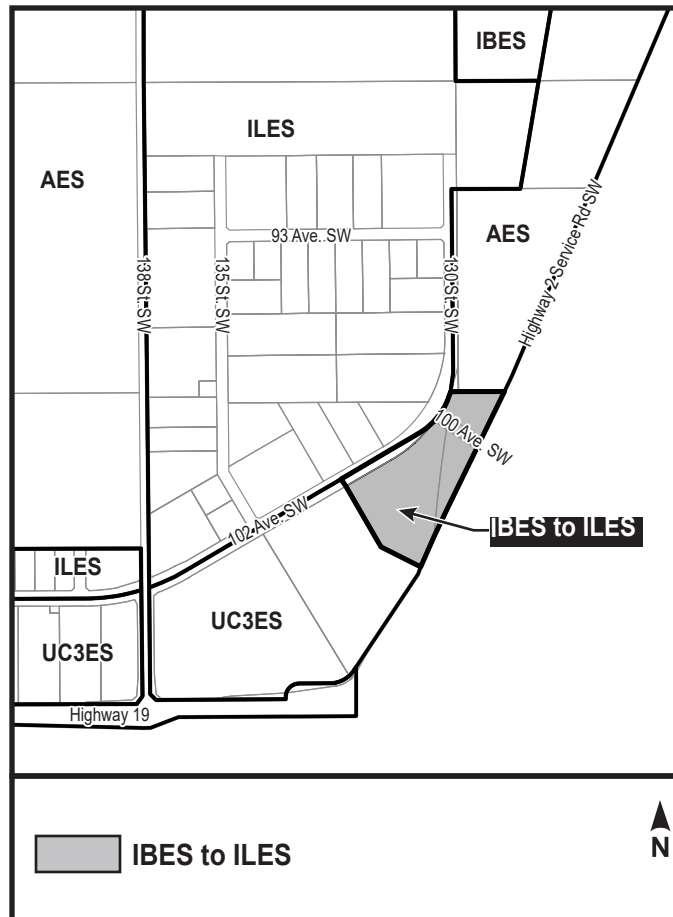 IBES
ILES
AES
93 Ave. SW
AES
138 St. SW
135 St. SW
130 St. SW
Highway 2 Service Rd SW
100 Ave. SW
102 Ave. SW
IBES to ILES
ILES
UC3ES
UC3ES
Highway 19
IBES to ILES
N